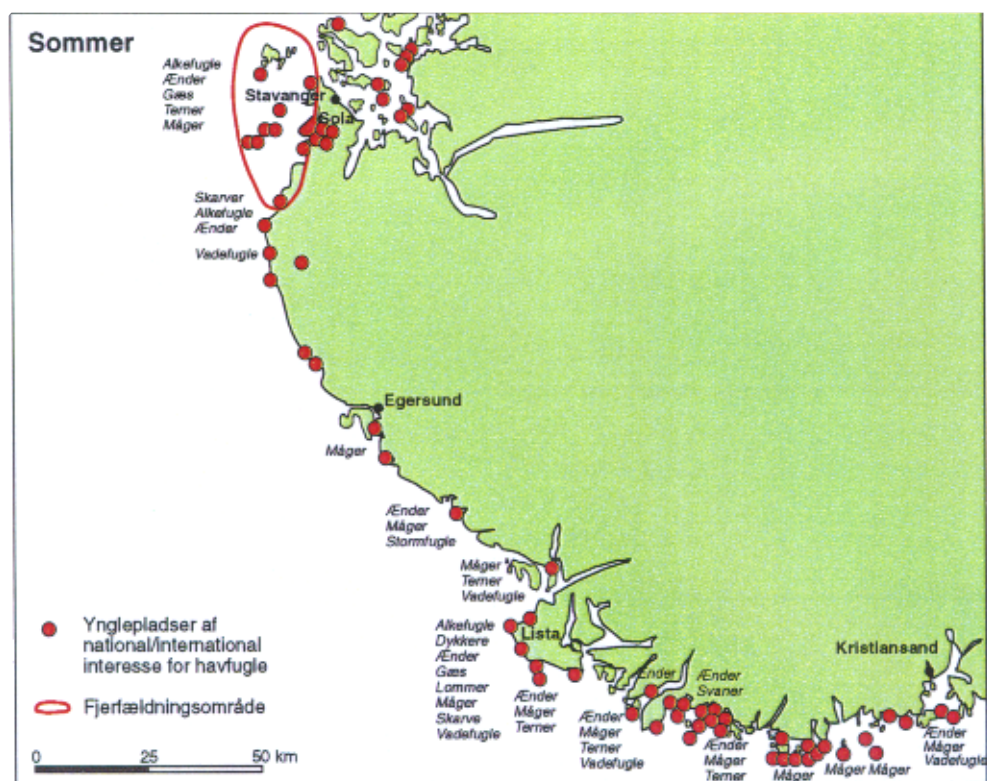 Sommer
Alkefugle
Ænder
Gæs
Terner
Måger
Stavanger
Sola
Skarver
Alkefugle
Ænder
Vadefugle
Egersund
Måger
Ænder
Måger
Stormfugle
Måger
Terner
Vadefugle
Alkefugle
Dykkere
Ænder
Gæs
Lommer
Måger
Skarve
Vadefugle
Lista
Ænder
Måger
Terner
Ænder
Ænder
Svaner
Kristiansand
Ænder
Måger
Terner
Vadefugle
Ænder
Måger
Terner
Måger
Måger
Måger
Ænder
Måger
Vadefugle
Ynglepladser af
national/international
interesse for havfugle
Fjerfældningsområde
0 25 50 km